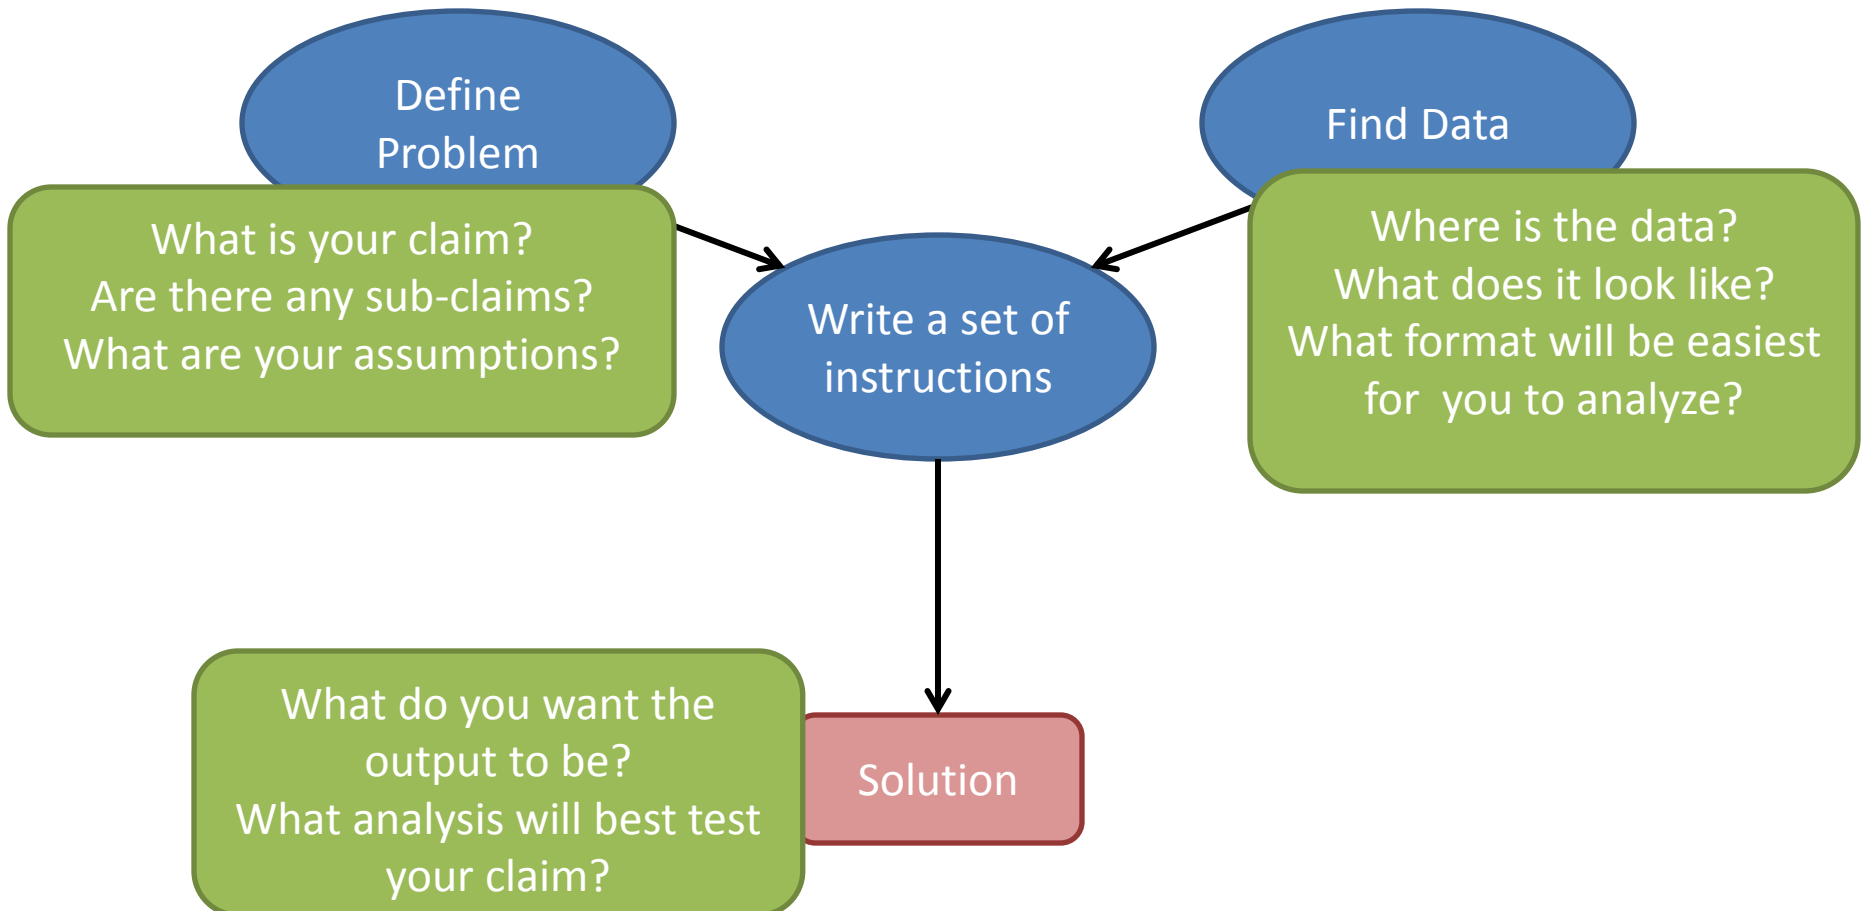 Define
Problem
What is your claim?
Are there any sub-claims?
What are your assumptions?
Find Data
Where is the data?
What does it look like?
What format will be easiest
for  you to analyze?
Write a set of
instructions
What do you want the
output to be?
What analysis will best test
your claim?
Solution